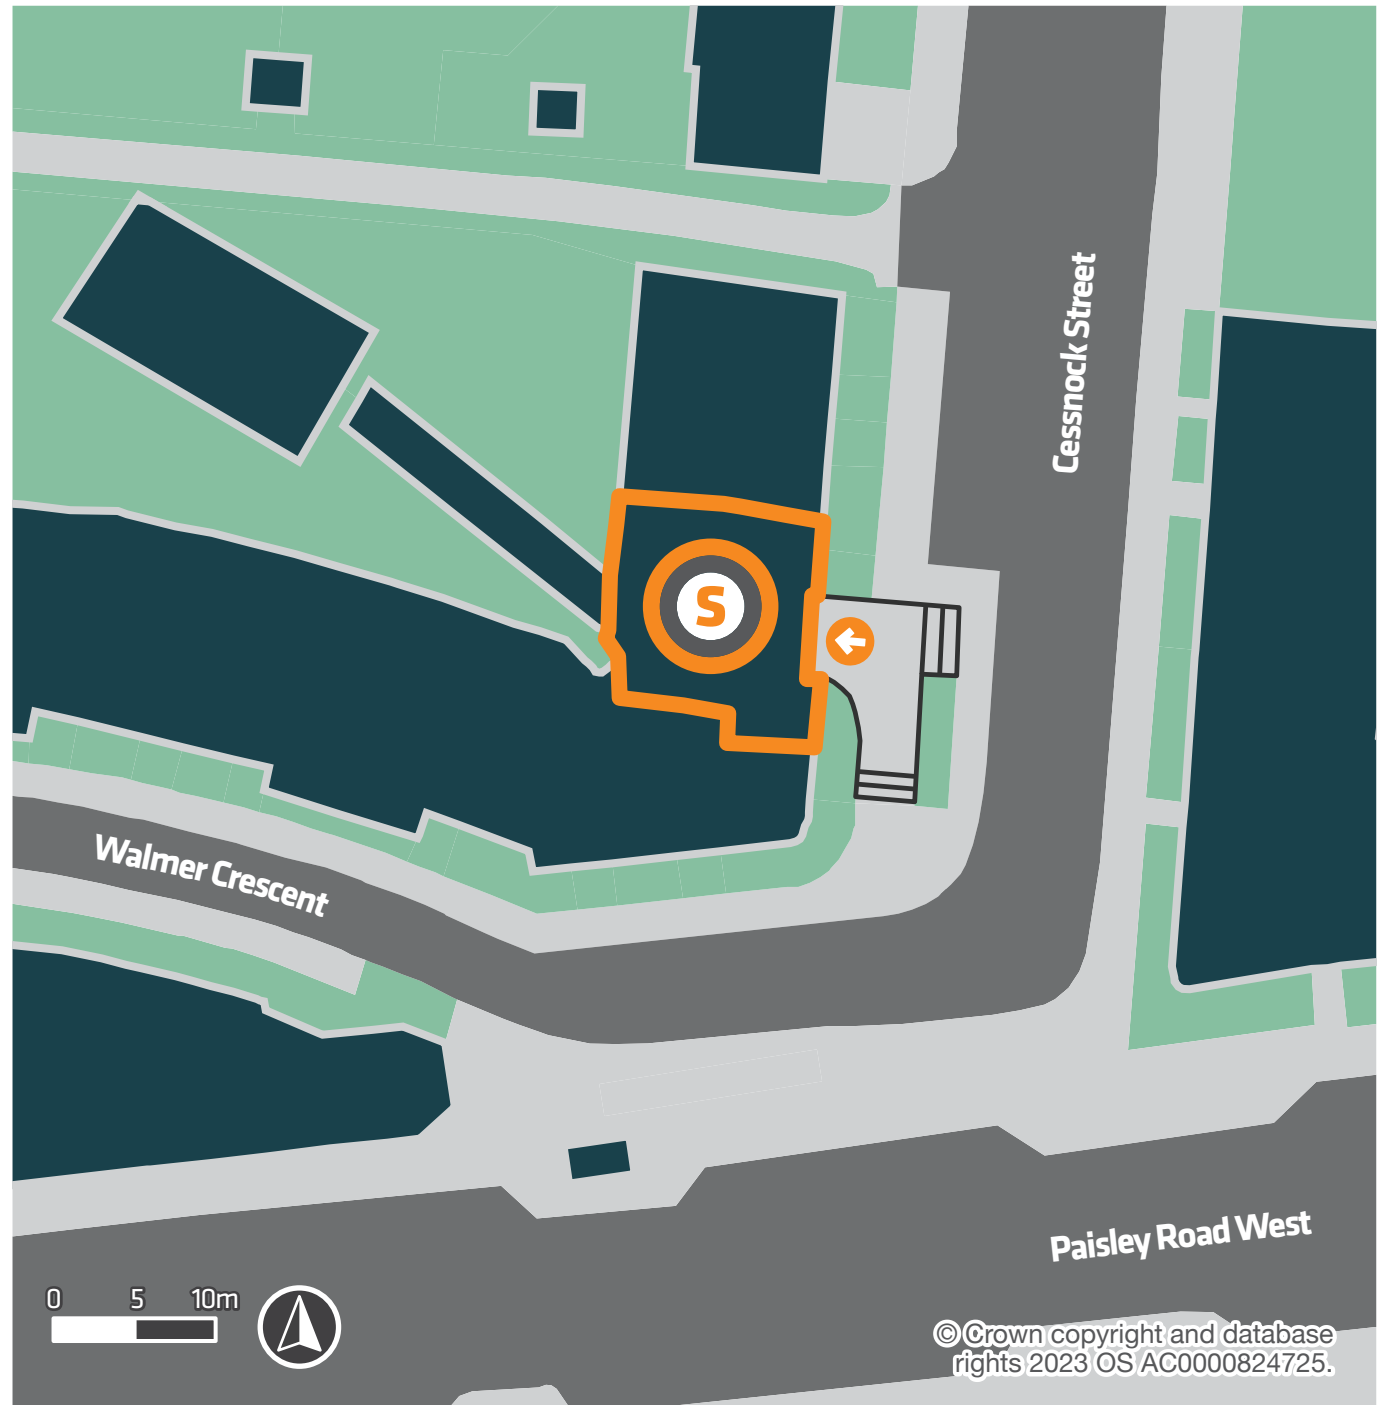 Cessnock Street
S
Walmer Crescent
Paisley Road West
0 5 10m
© Crown copyright and database
rights 2023 OS AC0000824725.